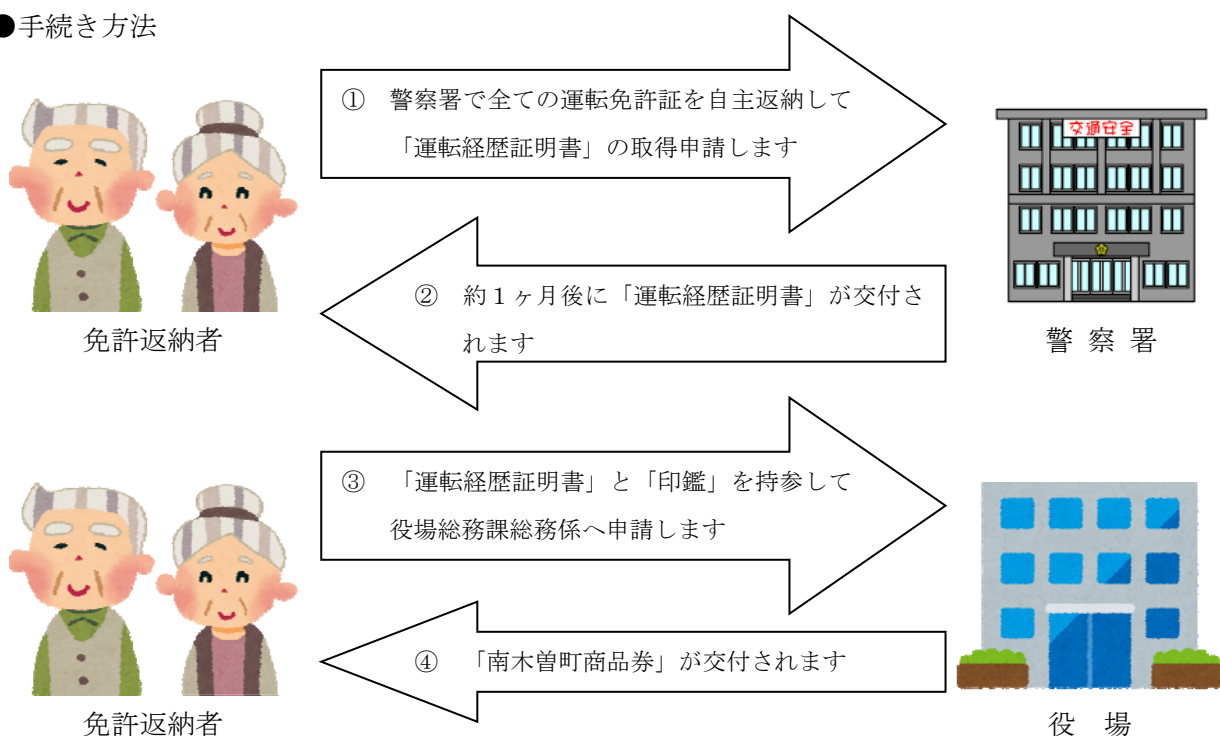 ●手続き方法
① 警察署で全ての運転免許証を自主返納して
「運転経歴証明書」の取得申請します
交通安全
② 約１ヶ月後に「運転経歴証明書」が交付さ
れます
免許返納者
警察署
③ 「運転経歴証明書」と「印鑑」を持参して
役場総務課総務係へ申請します
④ 「南木曽町商品券」が交付されます
免許返納者
役場